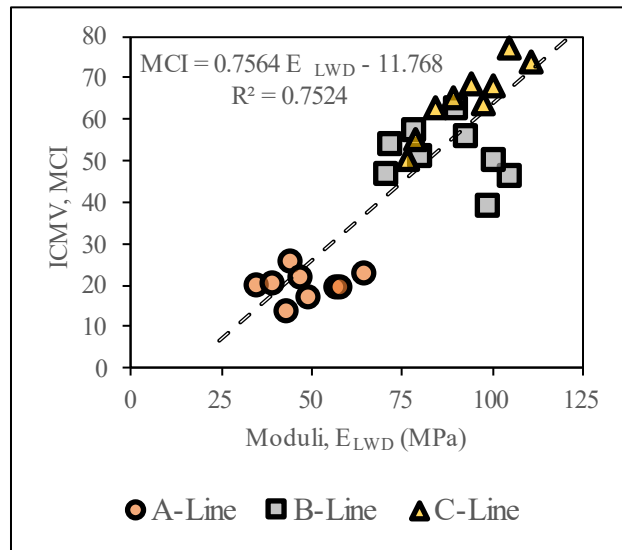 MCI = 0.7564 E LWD - 11.768
R² = 0.7524
80
70
60
50
40
30
20
10
0
ICMV, MCI
0 25 50 75 100 125
Moduli, ELWD (MPa)
A-Line B-Line C-Line